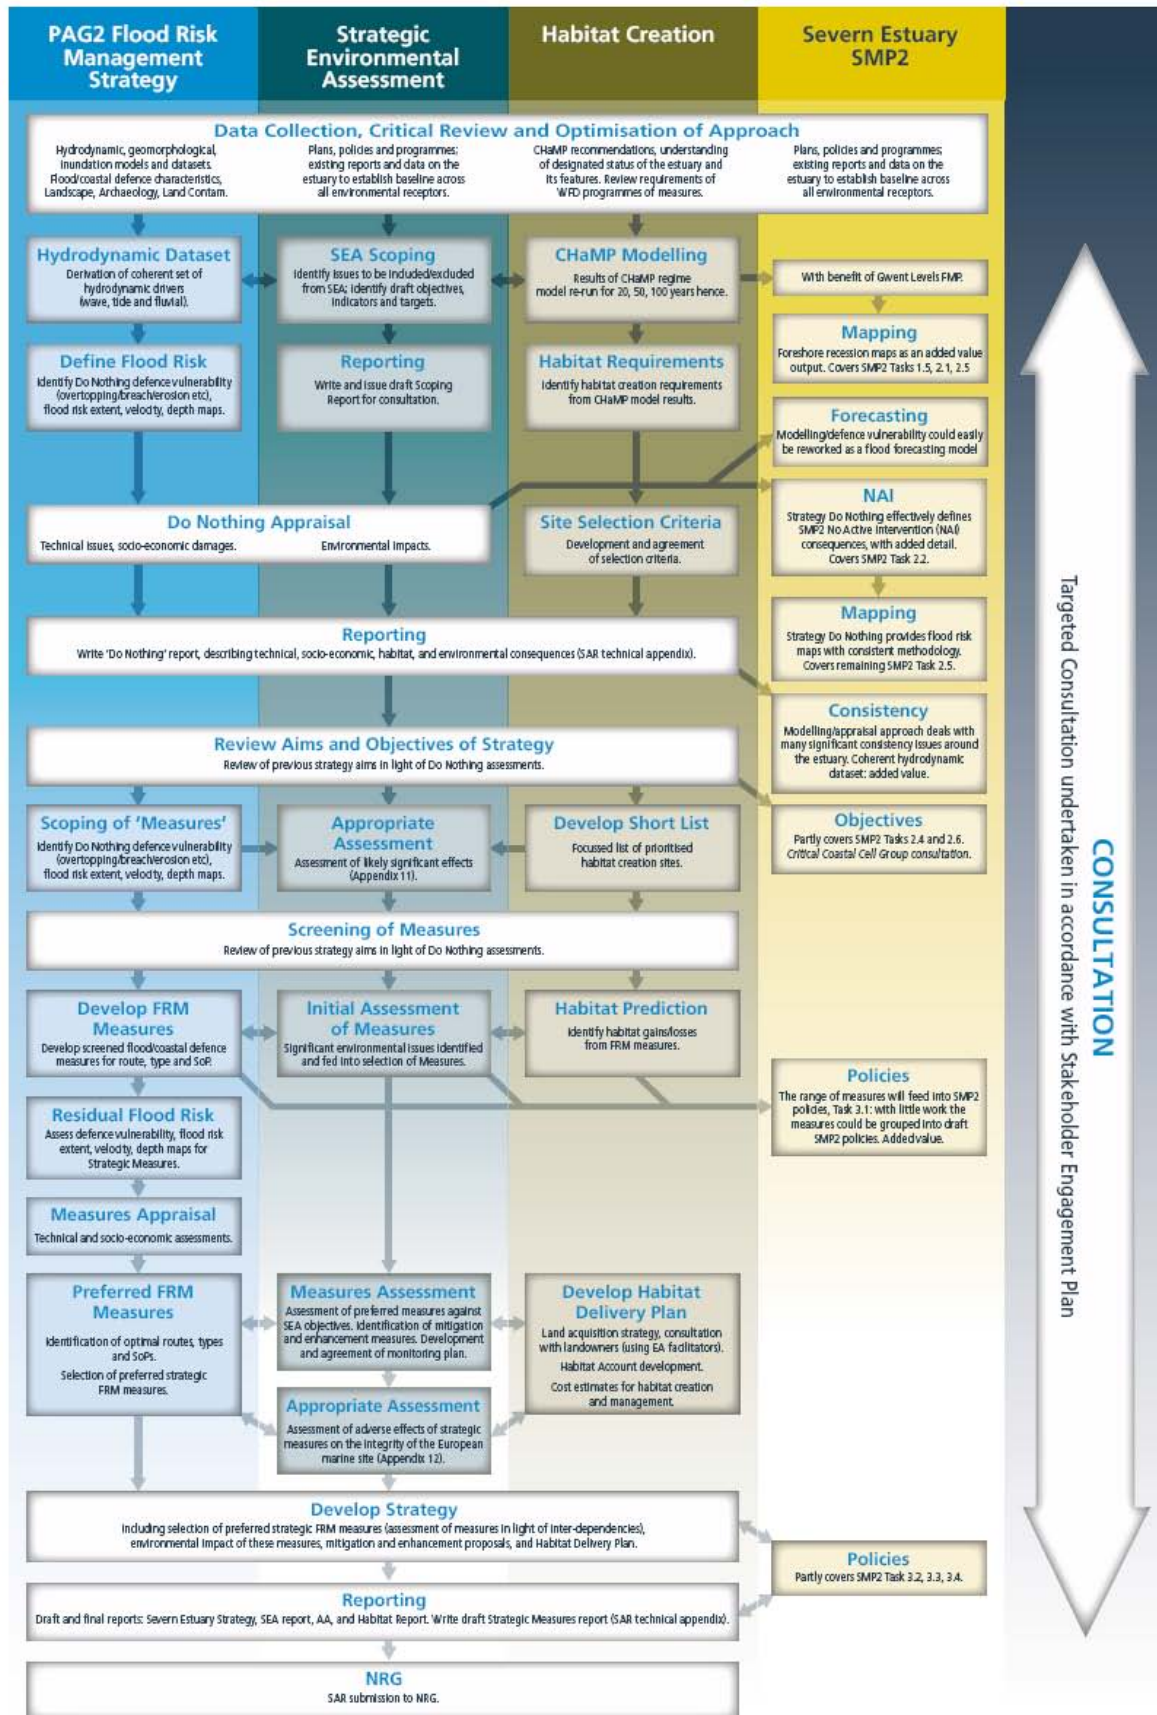 PAG2 Flood Risk
Management
Strategy
Strategic
Environmental
Assessment
Habitat Creation
Severn Estuary
SMP2
Data Collection, Critical Review and Optimisation of Approach
Hydrodynamic, geomorphological,
inundation models and datasets.
Flood/coastal defence characteristics,
Landscape, Archaeology, Land Contam.
Plans, policies and programmes;
existing reports and data on the
estuary to establish baseline across
all environmental receptors.
CHaMP recommendations, understanding
of designated status of the estuary and
its features. Review requirements of
WFD programmes of measures.
Plans, policies and programmes;
existing reports and data on the
estuary to establish baseline across
all environmental receptors.
Hydrodynamic Dataset
Derivation of coherent set of
hydrodynamic drivers
(wave, tide and fluvial).
SEA Scoping
Identify issues to be included/excluded
from SEA; identify draft objectives,
indicators and targets.
CHaMP Modelling
Results of CHaMP regime
model re-run for 20, 50, 100 years hence.
With benefit of Gwent Levels FMP.
Mapping
Foreshore recession maps as an added value
output. Covers SMP2 Tasks 1.5, 2.1, 2.5
Define Flood Risk
Identify Do Nothing defence vulnerability
(overtopping/breach/erosion etc),
flood risk extent, velocity, depth maps.
Reporting
Write and issue draft Scoping
Report for consultation.
Habitat Requirements
Identify habitat creation requirements
from CHaMP model results.
Forecasting
Modelling/defence vulnerability could easily
be reworked as a flood forecasting model
Do Nothing Appraisal
Technical issues, socio-economic damages.
Environmental impacts.
Site Selection Criteria
Development and agreement
of selection criteria.
NAI
Strategy Do Nothing effectively defines
SMP2 No Active Intervention (NAI)
consequences, with added detail.
Covers SMP2 Task 2.2.
Reporting
Write 'Do Nothing' report, describing technical, socio-economic, habitat, and environmental consequences (SAR technical appendix).
Mapping
Strategy Do Nothing provides flood risk
maps with consistent methodology.
Covers remaining SMP2 Task 2.5.
Consistency
Modelling/appraisal approach deals with
many significant consistency issues around
the estuary. Coherent hydrodynamic
dataset: added value.
Review Aims and Objectives of Strategy
Review of previous strategy aims in light of Do Nothing assessments.
Scoping of 'Measures'
Identify Do Nothing defence vulnerability
(overtopping/breach/erosion etc),
flood risk extent, velocity, depth maps.
Appropriate
Assessment
Assessment of likely significant effects
(Appendix 11).
Develop Short List
Focussed list of prioritised
habitat creation sites.
Objectives
Partly covers SMP2 Tasks 2.4 and 2.6.
Critical Coastal Cell Group consultation.
Screening of Measures
Review of previous strategy aims in light of Do Nothing assessments.
Develop FRM
Measures
Develop screened flood/coastal defence
measures for route, type and SoP.
Initial Assessment
of Measures
Significant environmental issues identified
and fed into selection of Measures.
Habitat Prediction
Identify habitat gains/losses
from FRM measures.
Policies
The range of measures will feed into SMP2
policies, Task 3.1: with little work the
measures could be grouped into draft
SMP2 policies. Added value.
Residual Flood Risk
Assess defence vulnerability, flood risk
extent, velocity, depth maps for
Strategic Measures.
Measures Appraisal
Technical and socio-economic assessments.
Preferred FRM
Measures
Identification of optimal routes, types
and SoPs.
Selection of preferred strategic
FRM measures.
Measures Assessment
Assessment of preferred measures against
SEA objectives. Identification of mitigation
and enhancement measures. Development
and agreement of monitoring plan.
Develop Habitat
Delivery Plan
Land acquisition strategy, consultation
with landowners (using EA facilitators).
Habitat Account development.
Cost estimates for habitat creation
and management.
Appropriate Assessment
Assessment of adverse effects of strategic
measures on the integrity of the European
marine site (Appendix 12).
Develop Strategy
Including selection of preferred strategic FRM measures (assessment of measures in light of inter-dependencies),
environmental impact of these measures, mitigation and enhancement proposals, and Habitat Delivery Plan.
Policies
Partly covers SMP2 Task 3.2, 3.3, 3.4.
Reporting
Draft and final reports: Severn Estuary Strategy, SEA report, AA, and Habitat Report. Write draft Strategic Measures report (SAR technical appendix).
NRG
SAR submission to NRG.
CONSULTATION
Targeted Consultation undertaken in accordance with Stakeholder Engagement Plan